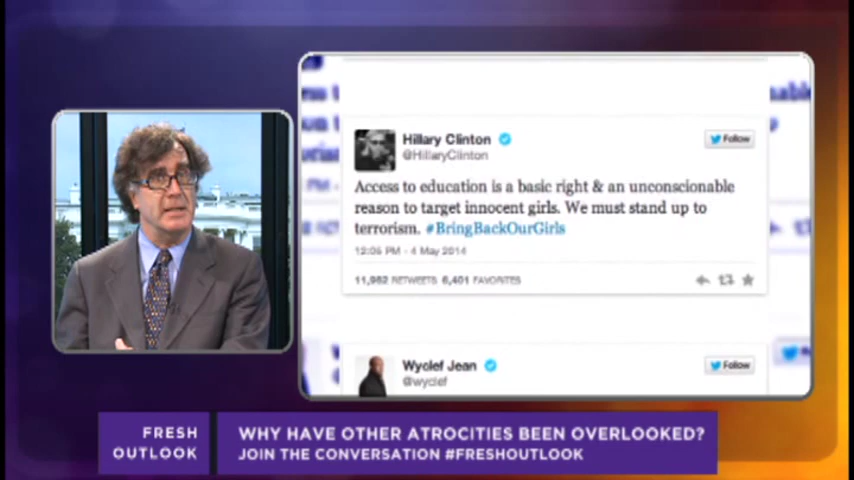 Hillary Clinton
Follow
@HillaryClinton
Access to education is a basic right & an unconscionable
reason to target innocent girls. We must stand up to
terrorism. #BringBackOurGirls
12:05 PM - 4 May 2014
11,962 RETWEETS 6,401 FAVORITES
Wyclef Jean
Follow
@wyclef
FRESH
OUTLOOK
WHY HAVE OTHER ATROCITIES BEEN OVERLOOKED?
JOIN THE CONVERSATION #FRESHOUTLOOK